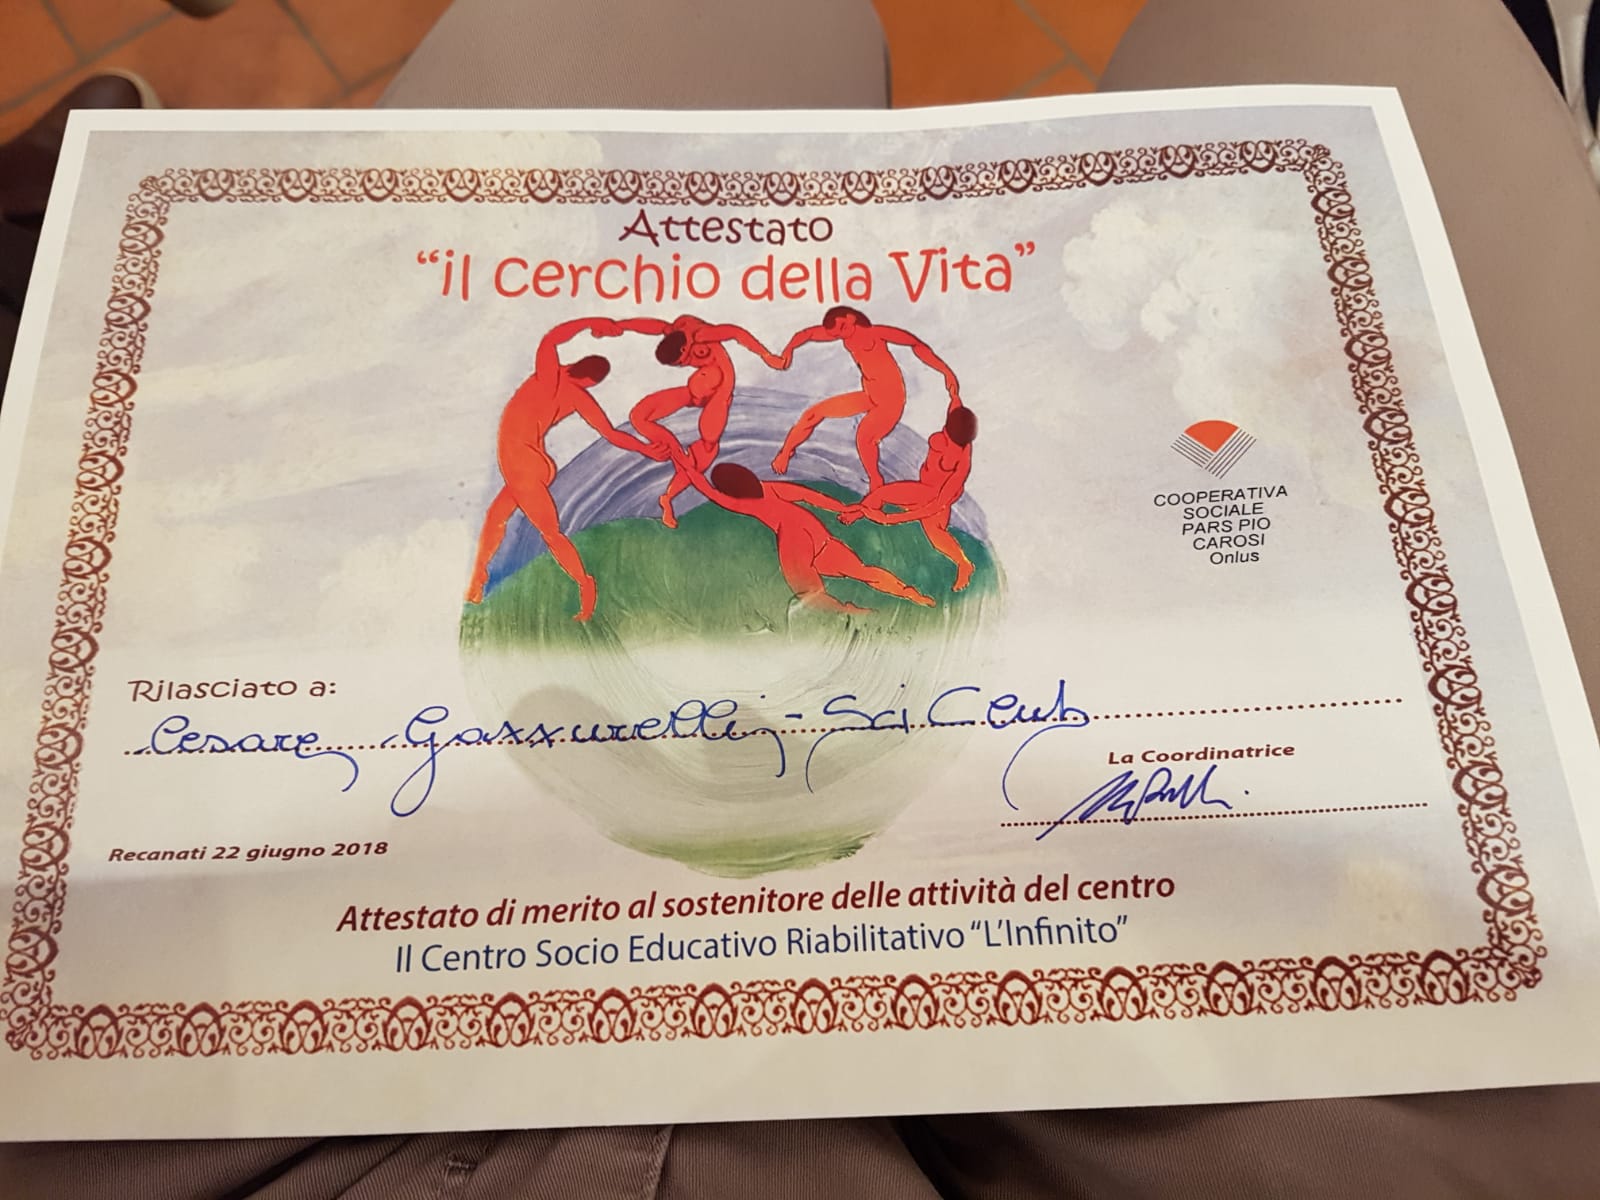 Attestato
“il cerchio della Vita”
COOPERATIVA
SOCIALE
PARS PIO
CAROSI
Onlus
Rilasciato a:
Cesare Gazzurelli - Sci Club
La Coordinatrice
Recanati 22 giugno 2018
Attestato di merito al sostenitore delle attività del centro
Il Centro Socio Educativo Riabilitativo “L’Infinito”